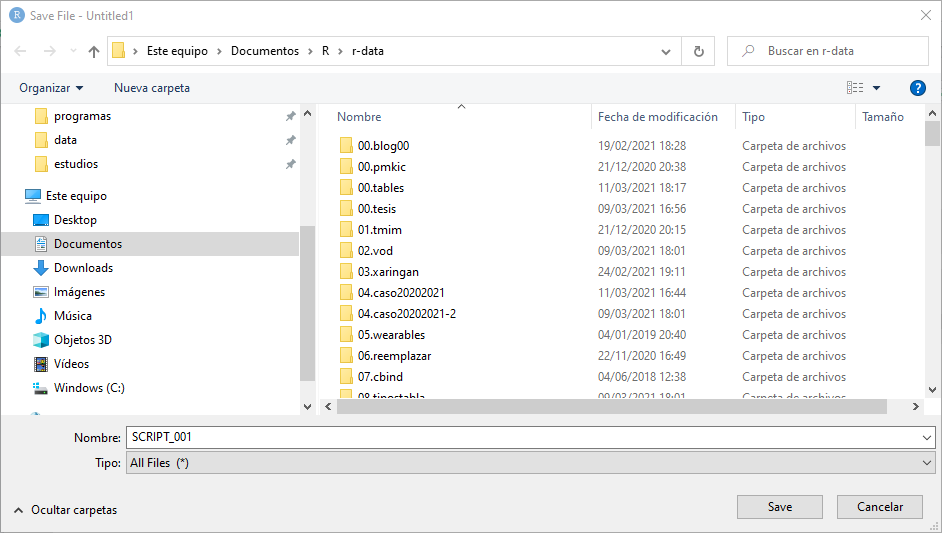 Save File - Untitled1
Este equipo > Documentos > R > r-data
Buscar en r-data
Organizar
Nueva carpeta
?
programas
data
estudios
Este equipo
Desktop
Documentos
Downloads
Imágenes
Música
Objetos 3D
Vídeos
Windows (C:)
Nombre Fecha de modificación Tipo Tamaño
00.blog00 19/02/2021 18:28 Carpeta de archivos
00.pmkic 21/12/2020 20:38 Carpeta de archivos
00.tables 11/03/2021 18:17 Carpeta de archivos
00.tesis 09/03/2021 16:56 Carpeta de archivos
01.tmim 21/12/2020 20:15 Carpeta de archivos
02.vod 09/03/2021 18:01 Carpeta de archivos
03.xaringan 24/02/2021 19:11 Carpeta de archivos
04.caso20202021 11/03/2021 16:44 Carpeta de archivos
04.caso20202021-2 09/03/2021 18:01 Carpeta de archivos
05.wearables 04/01/2019 20:40 Carpeta de archivos
06.reemplazar 22/11/2020 16:49 Carpeta de archivos
07.cbind 04/06/2018 12:38 Carpeta de archivos
08.tipostabla 09/03/2021 18:01 Carpeta de archivos
Nombre: SCRIPT_001
Tipo: All Files (*)
Ocultar carpetas
Save
Cancelar